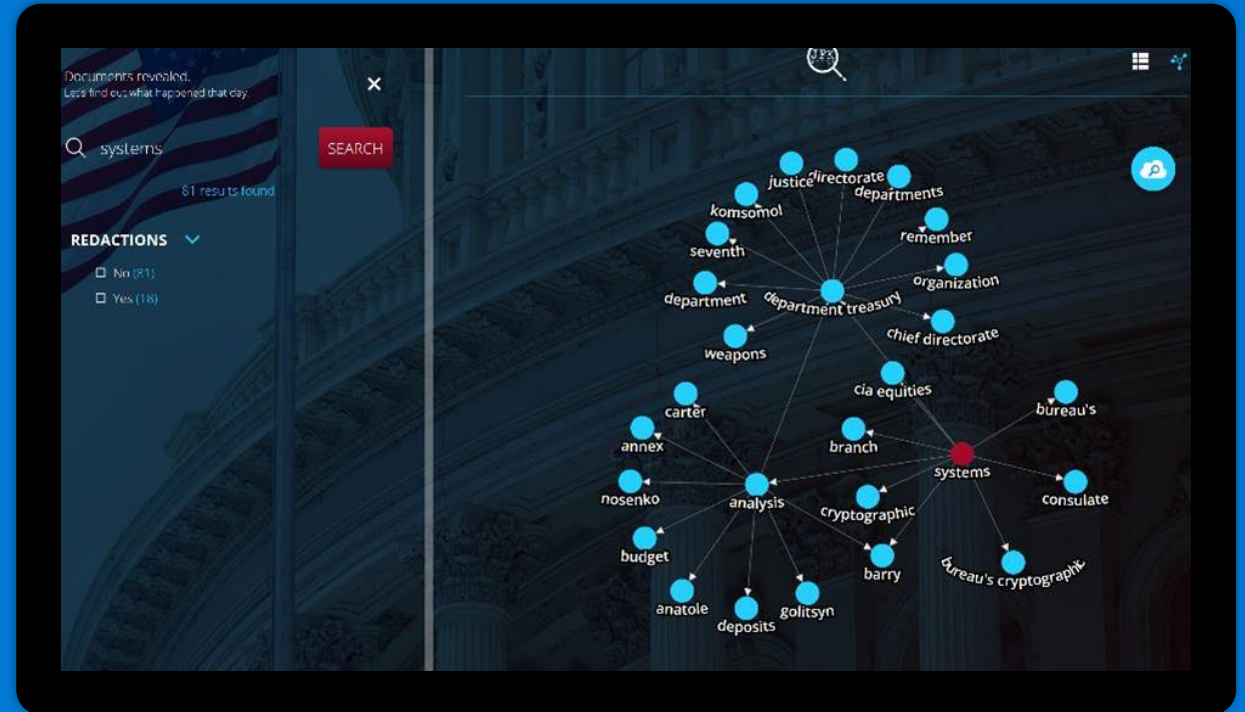 Documents revealed.
Let's find out what happened that day.
systems
SEARCH
81 results found
REDACTIONS
No (81)
Yes (18)
JFK
justice
directorate
departments
komsomol
remember
seventh
organization
department
department treasury
chief directorate
weapons
cia equities
carter
bureau's
annex
branch
systems
nosenko
analysis
consulate
cryptographic
budget
barry
bureau's cryptographic
anatole
golitsyn
deposits